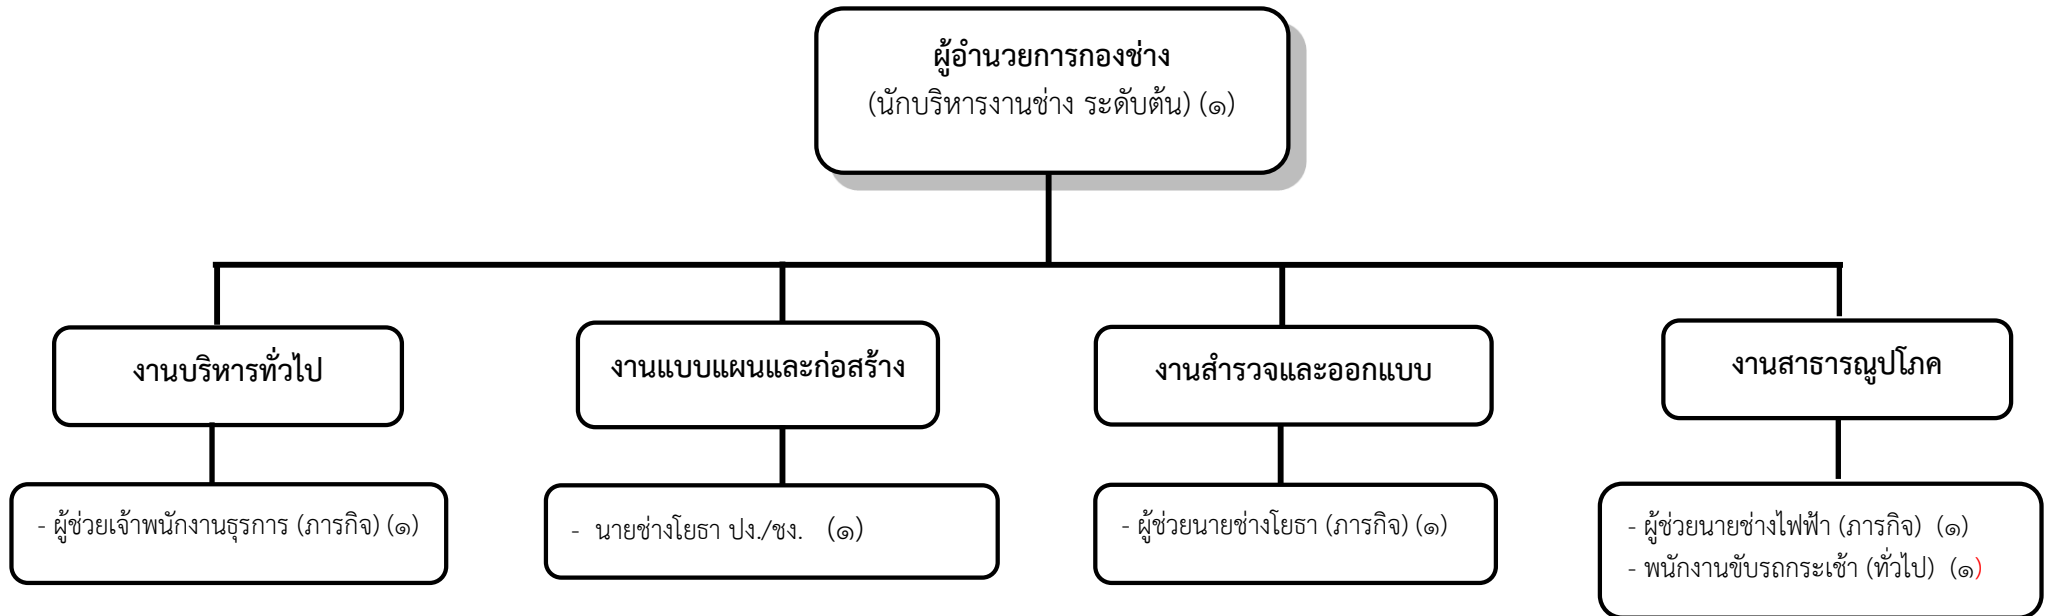 ผู้อำนวยการกองช่าง
(นักบริหารงานช่าง ระดับต้น) (๑)
งานบริหารทั่วไป
งานแบบแผนและก่อสร้าง
งานสำรวจและออกแบบ
งานสาธารณูปโภค
- ผู้ช่วยเจ้าพนักงานธุรการ (ภารกิจ) (๑)
- นายช่างโยธา ปง./ชง. (๑)
- ผู้ช่วยนายช่างโยธา (ภารกิจ) (๑)
- ผู้ช่วยนายช่างไฟฟ้า (ภารกิจ) (๑)
- พนักงานขับรถกระเช้า (ทั่วไป) (๑)